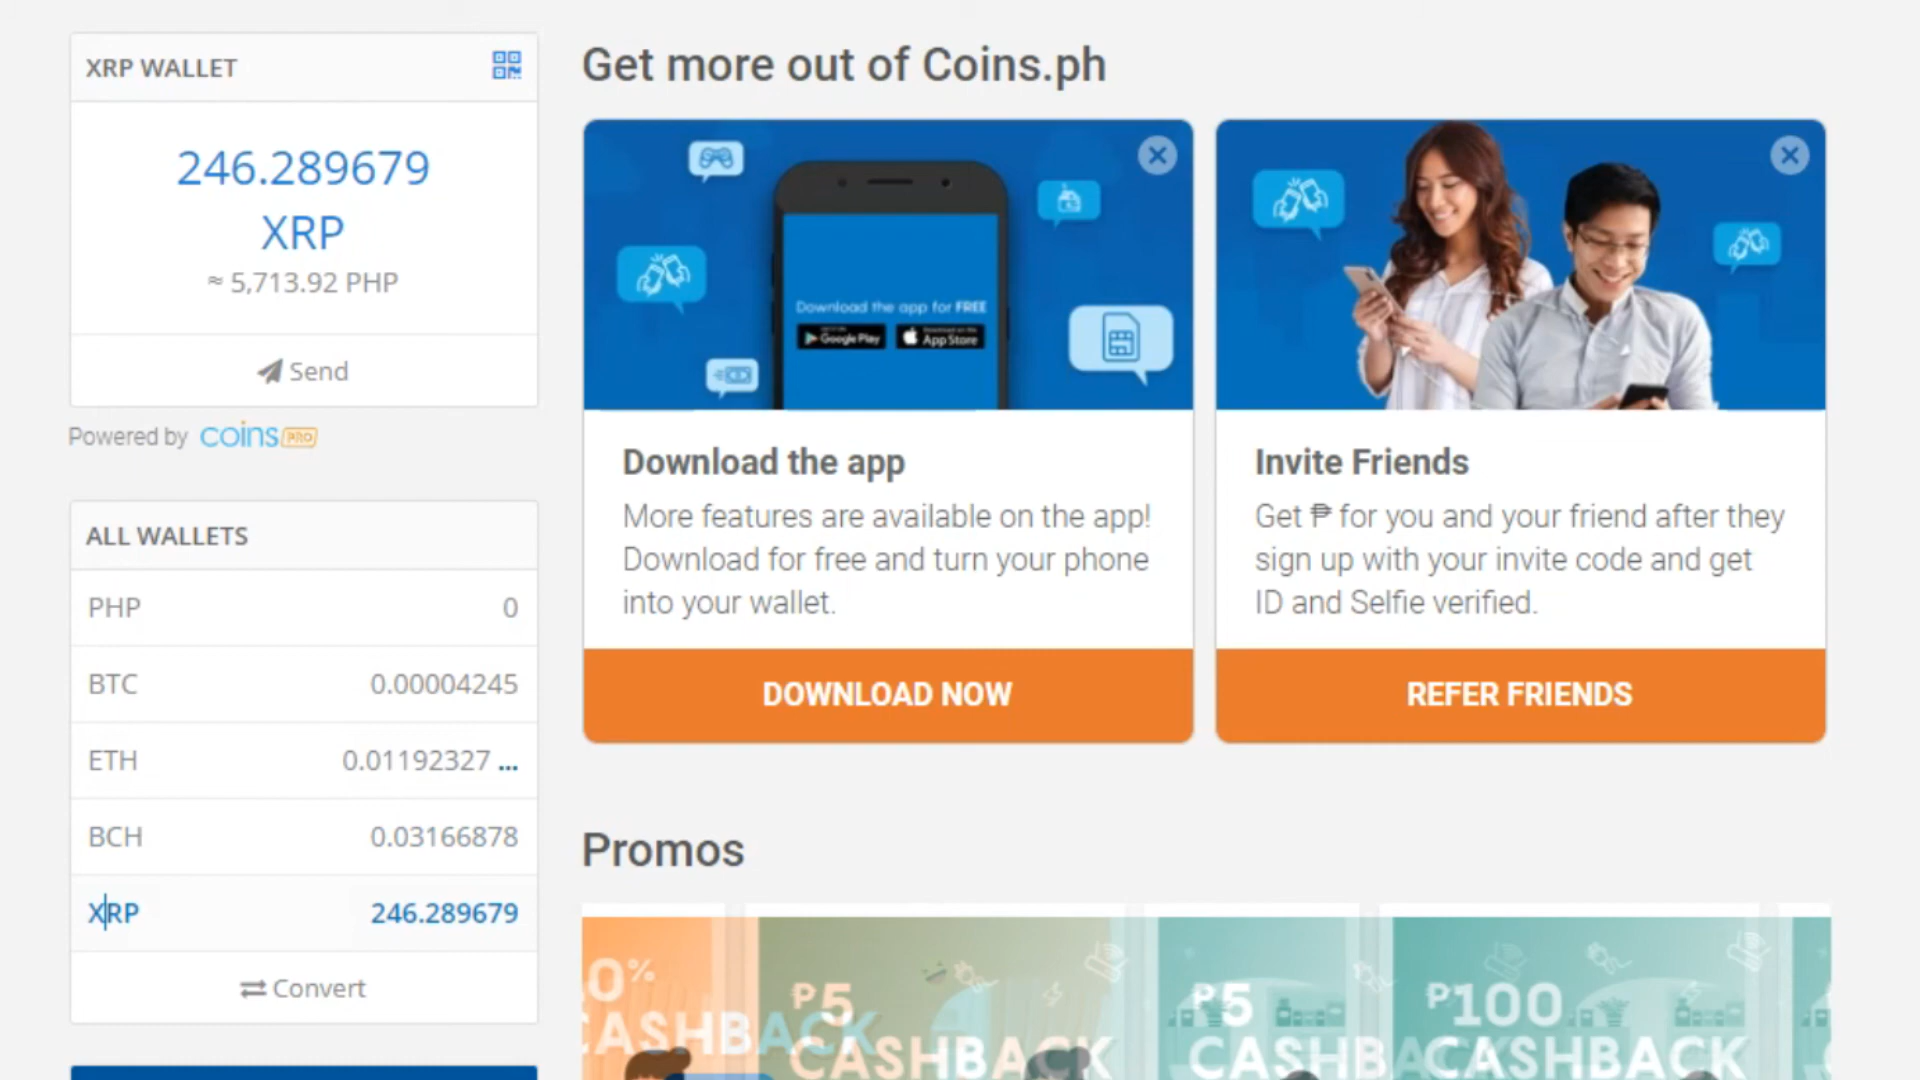 XRP WALLET
246.289679
XRP
≈ 5,713.92 PHP
Send
Powered by coins PRO
ALL WALLETS
PHP 0
BTC 0.00004245
ETH 0.01192327 ...
BCH 0.03166878
XRP 246.289679
Convert
Get more out of Coins.ph
Download the app for FREE
Google Play
App Store
Download the app
More features are available on the app!
Download for free and turn your phone
into your wallet.
DOWNLOAD NOW
Invite Friends
Get ₱ for you and your friend after they
sign up with your invite code and get
ID and Selfie verified.
REFER FRIENDS
Promos
₱5
CASHBACK
₱5
₱100
CASHBACK